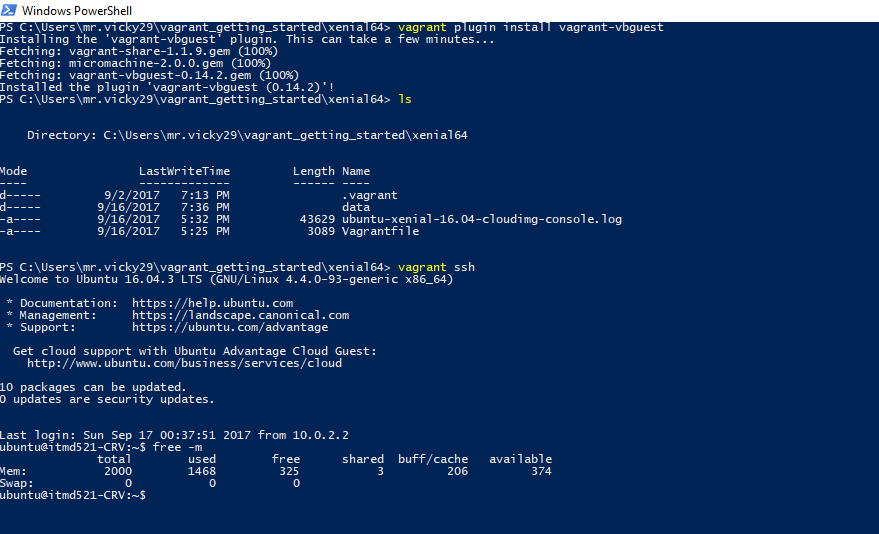 Windows PowerShell
PS C:\Users\mr.vicky29\vagrant_getting_started\xenial64> vagrant plugin install vagrant-vbguest
Installing the 'vagrant-vbguest' plugin. This can take a few minutes...
Fetching: vagrant-share-1.1.9.gem (100%)
Fetching: micromachine-2.0.0.gem (100%)
Fetching: vagrant-vbguest-0.14.2.gem (100%)
Installed the plugin 'vagrant-vbguest (0.14.2)'!
PS C:\Users\mr.vicky29\vagrant_getting_started\xenial64> ls
Directory: C:\Users\mr.vicky29\vagrant_getting_started\xenial64
Mode LastWriteTime Length Name
---- ------------- ------ ----
d----- 9/2/2017 7:13 PM .vagrant
d----- 9/16/2017 7:36 PM data
-a---- 9/16/2017 5:32 PM 43629 ubuntu-xenial-16.04-cloudimg-console.log
-a---- 9/16/2017 5:25 PM 3089 Vagrantfile
PS C:\Users\mr.vicky29\vagrant_getting_started\xenial64> vagrant ssh
Welcome to Ubuntu 16.04.3 LTS (GNU/Linux 4.4.0-93-generic x86_64)
* Documentation: https://help.ubuntu.com
* Management: https://landscape.canonical.com
* Support: https://ubuntu.com/advantage
Get cloud support with Ubuntu Advantage Cloud Guest:
http://www.ubuntu.com/business/services/cloud
10 packages can be updated.
0 updates are security updates.
Last login: Sun Sep 17 00:37:51 2017 from 10.0.2.2
ubuntu@itmd521-CRV:~$ free -m
total used free shared buff/cache available
Mem: 2000 1468 325 3 206 374
Swap: 0 0 0
ubuntu@itmd521-CRV:~$